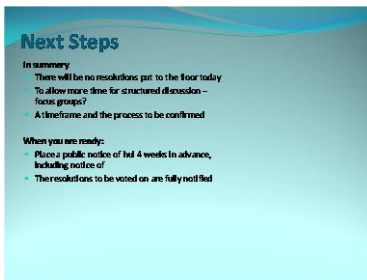 Next Steps
In summary
There will be no resolutions put to the floor today
To allow more time for structured discussion –
focus groups?
A timeframe and the process to be confirmed
When you are ready:
Place a public notice of hui 4 weeks in advance,
including notice of
The resolutions to be voted on are fully notified